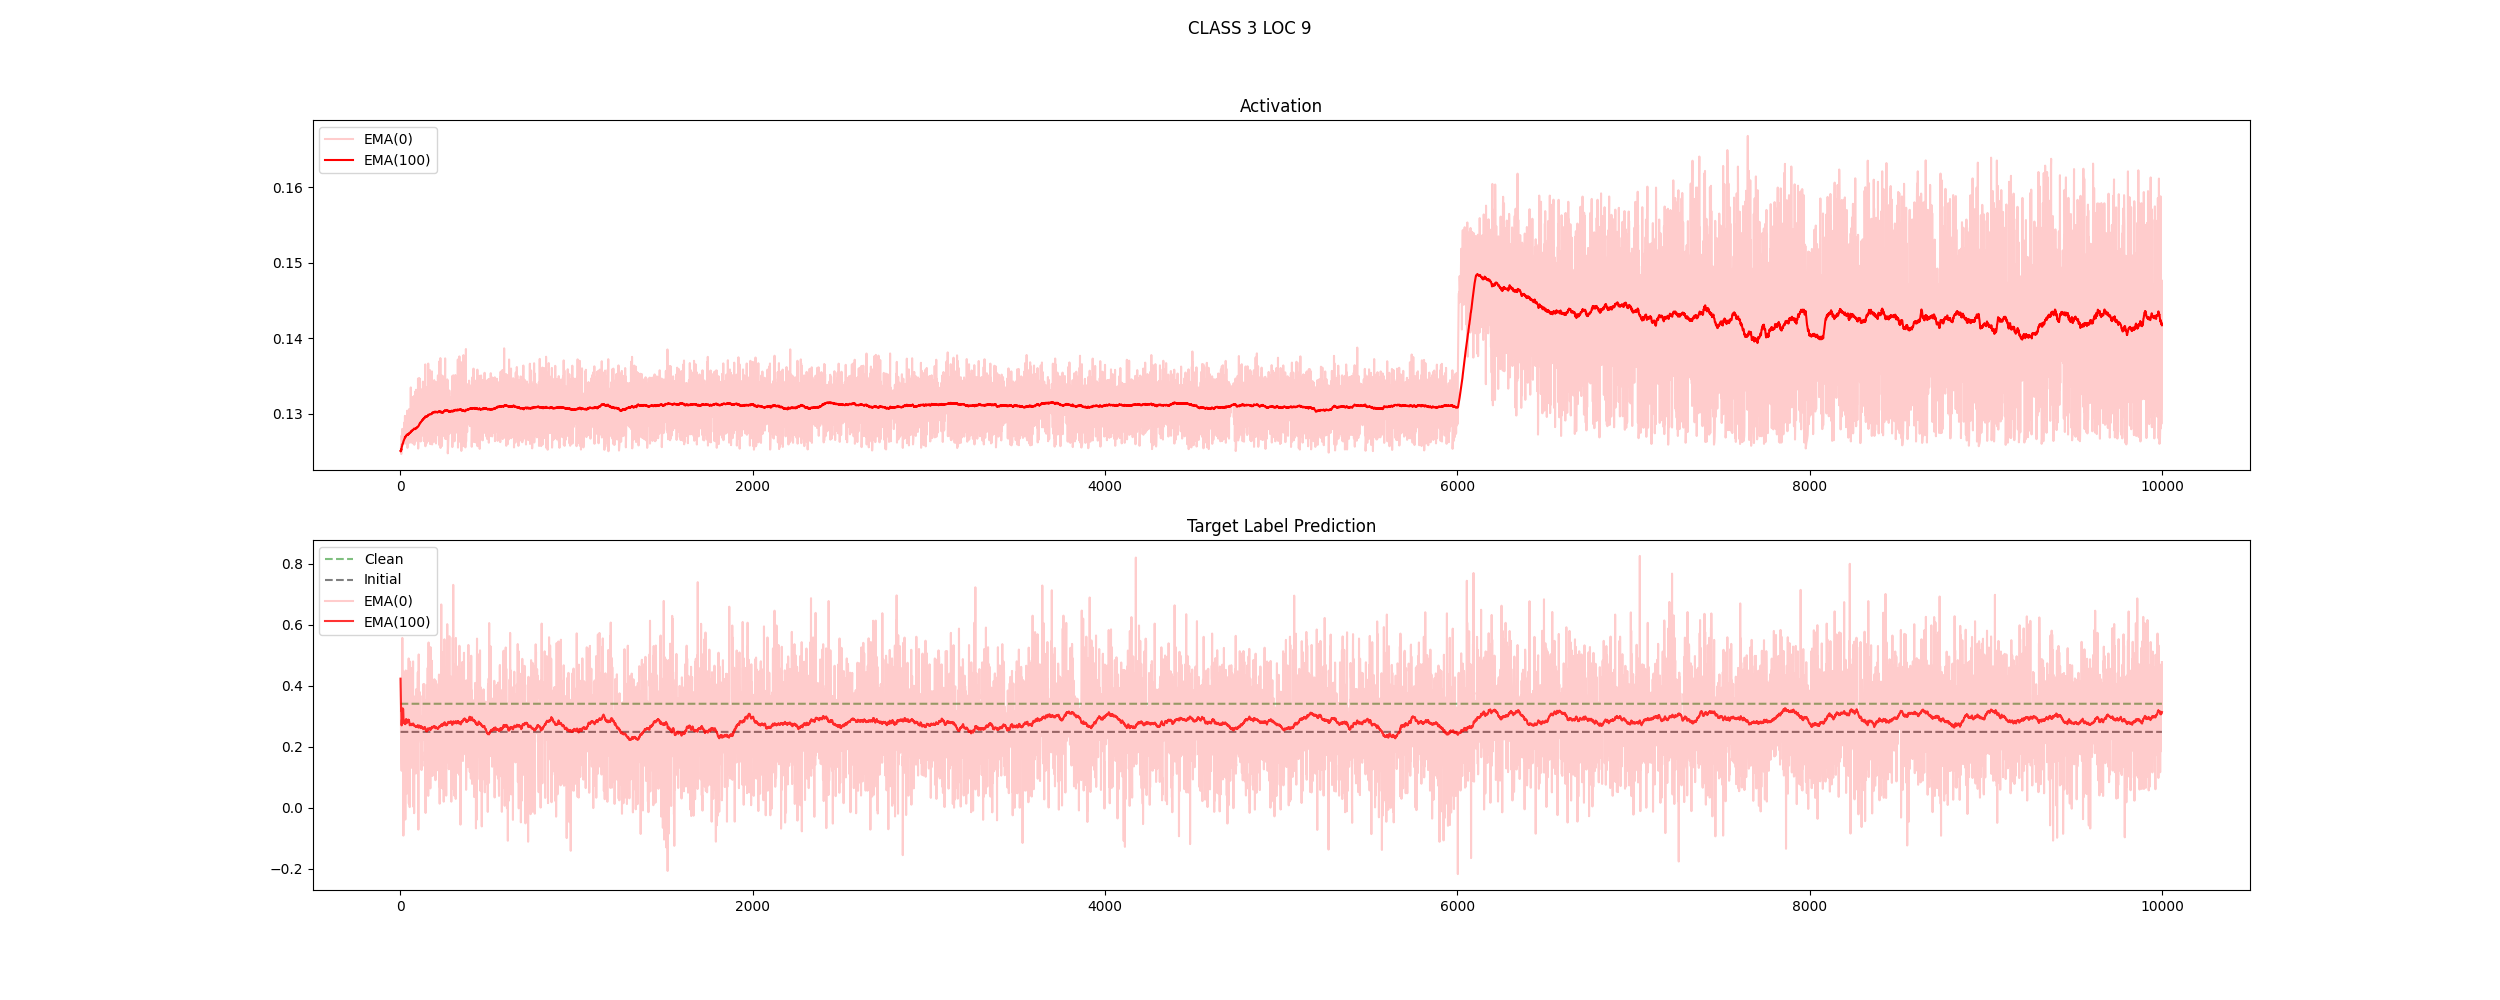 CLASS 3 LOC 9
Activation
EMA(0)
EMA(100)
0.16
0.15
0.14
0.13
0
2000
4000
6000
8000
10000
Target Label Prediction
Clean
Initial
EMA(0)
EMA(100)
0.8
0.6
0.4
0.2
0.0
−0.2
0
2000
4000
6000
8000
10000